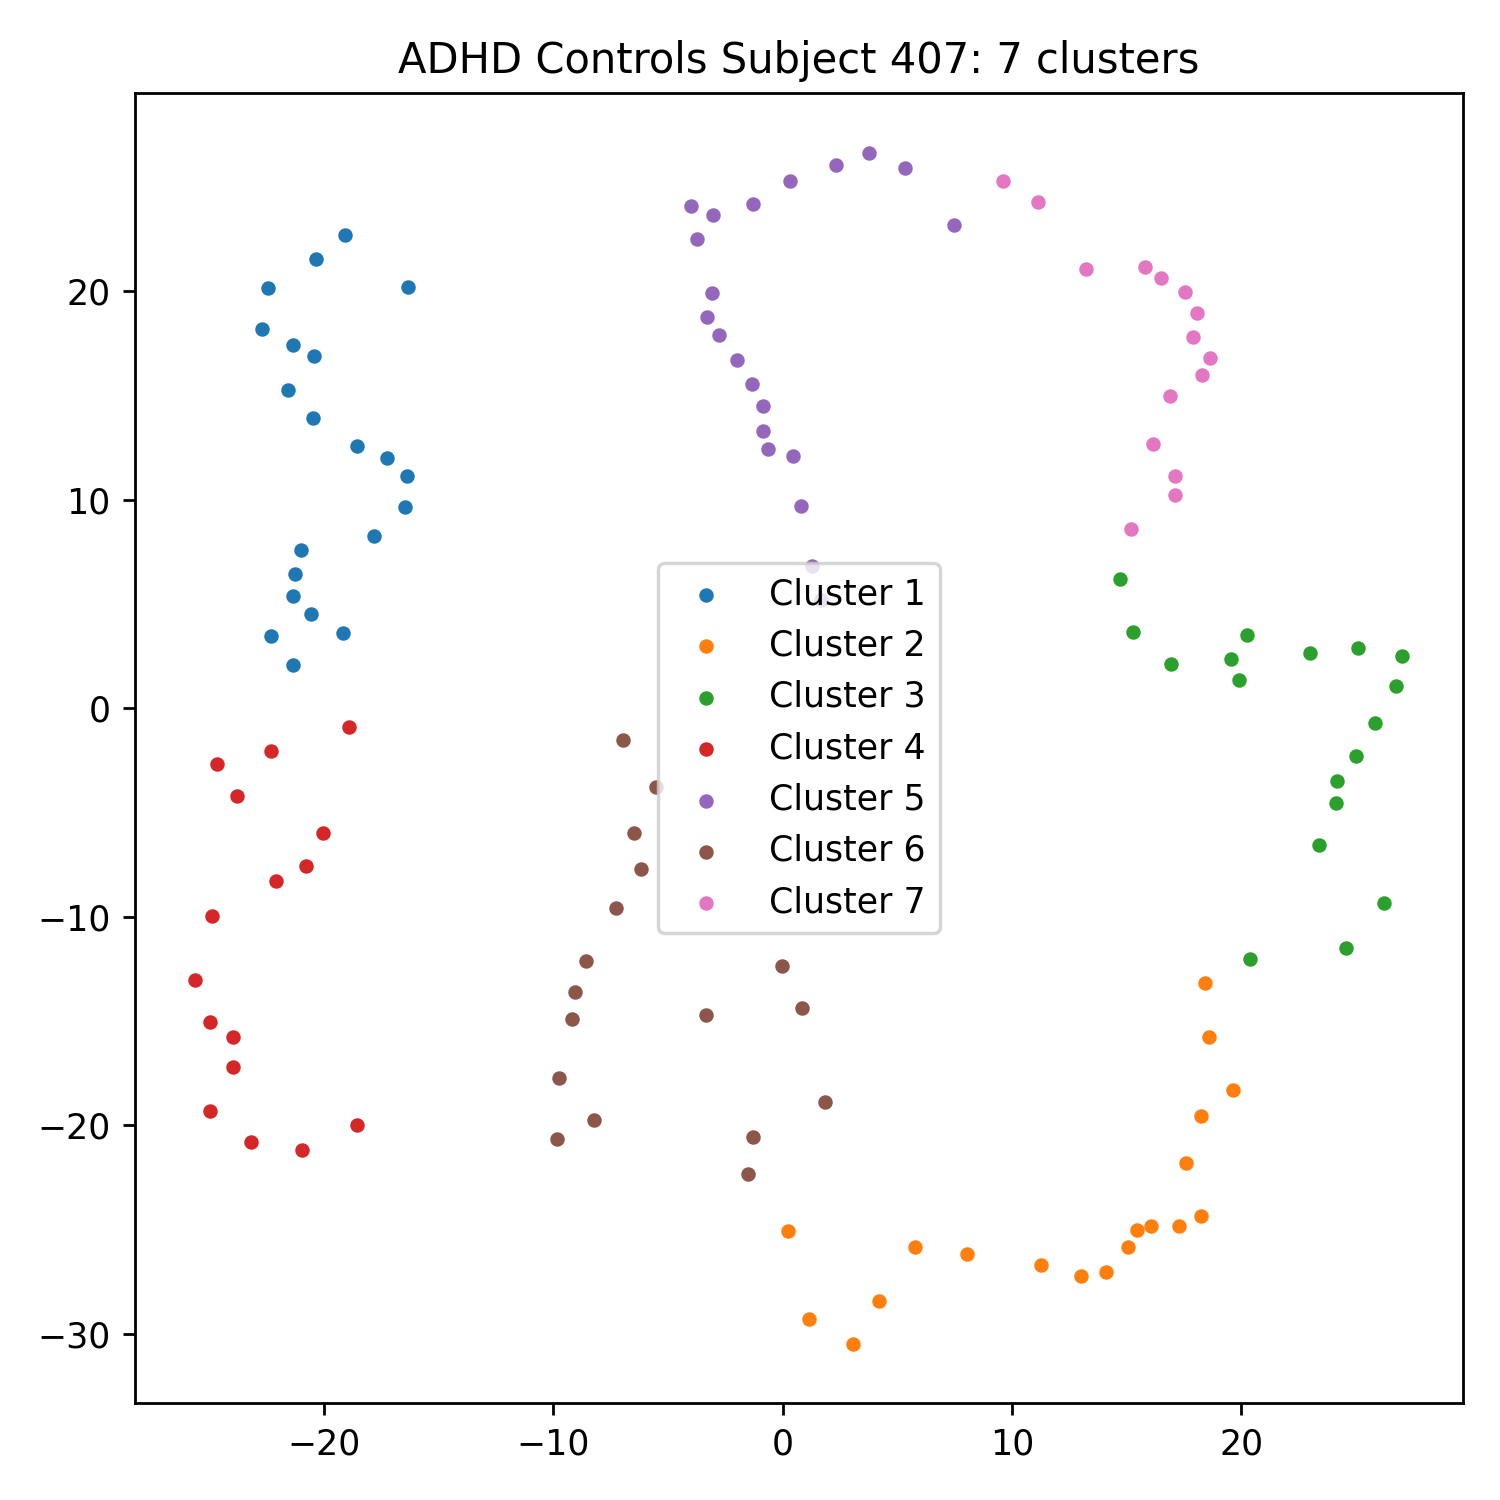 ADHD Controls Subject 407: 7 clusters
20
10
0
−10
−20
−30
Cluster 1
Cluster 2
Cluster 3
Cluster 4
Cluster 5
Cluster 6
Cluster 7
−20
−10
0
10
20